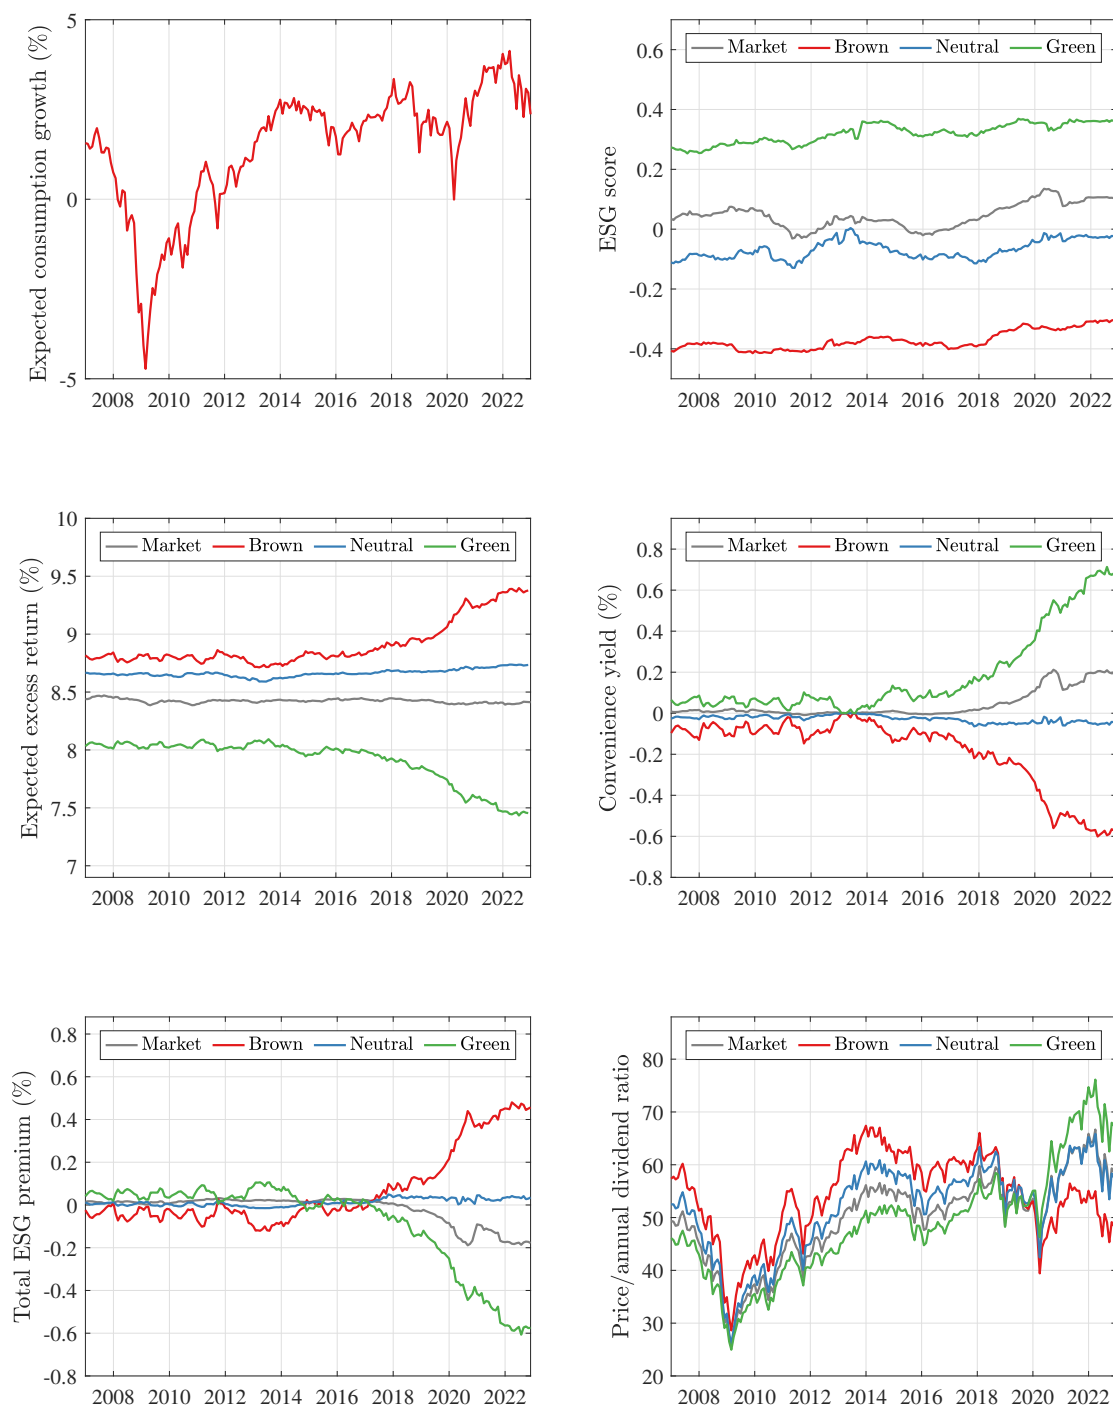 Expected consumption growth (%)
5
0
-5
2008 2010 2012 2014 2016 2018 2020 2022
ESG score
Market Brown Neutral Green
0.6
0.4
0.2
0
-0.2
-0.4
2008 2010 2012 2014 2016 2018 2020 2022
Expected excess return (%)
Market Brown Neutral Green
10
9.5
9
8.5
8
7.5
7
2008 2010 2012 2014 2016 2018 2020 2022
Convenience yield (%)
Market Brown Neutral Green
0.8
0.6
0.4
0.2
0
-0.2
-0.4
-0.6
-0.8
2008 2010 2012 2014 2016 2018 2020 2022
Total ESG premium (%)
Market Brown Neutral Green
0.8
0.6
0.4
0.2
0
-0.2
-0.4
-0.6
-0.8
2008 2010 2012 2014 2016 2018 2020 2022
Price/annual dividend ratio
Market Brown Neutral Green
80
70
60
50
40
30
20
2008 2010 2012 2014 2016 2018 2020 2022